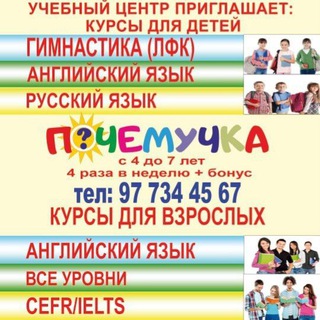 УЧЕБНЫЙ ЦЕНТР ПРИГЛАШАЕТ:
КУРСЫ ДЛЯ ДЕТЕЙ
ГИМНАСТИКА (ЛФК)
АНГЛИЙСКИЙ ЯЗЫК
РУССКИЙ ЯЗЫК
ПОЧЕМУЧКА
с 4 до 7 лет
4 раза в неделю + бонус
тел: 97 734 45 67
КУРСЫ ДЛЯ ВЗРОСЛЫХ
АНГЛИЙСКИЙ ЯЗЫК
ВСЕ УРОВНИ
CEFR/IELTS